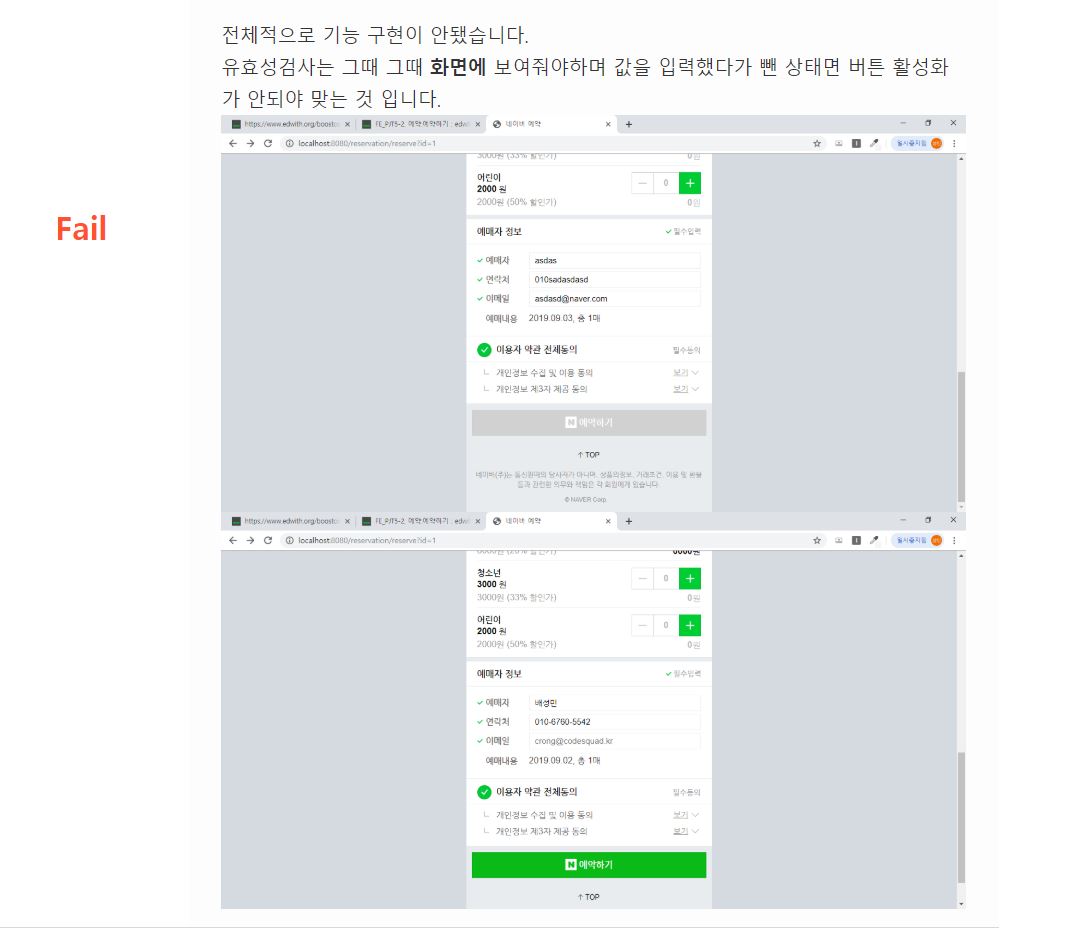 전체적으로 기능 구현이 안됐습니다.
유효성검사는 그때 그때 화면에 보여줘야하며 값을 입력했다가 뺀 상태면 버튼 활성화
가 안되야 맞는 것 입니다.
Fail
https://www.edwith.org/boostco
FE_PJT5-2. 예약.예약하기 : edwit
네이버 예약
localhost:8080/reservation/reserve?id=1
일시중지됨
3000원 (33% 할인가) 0원
어린이
2000 원
0
2000원 (50% 할인가) 0원
예매자 정보 필수입력
예매자 asdas
연락처 010sadasdasd
이메일 asdasd@naver.com
예매내용 2019.09.03, 총 1매
이용자 약관 전체동의 필수동의
개인정보 수집 및 이용 동의 보기
개인정보 제3자 제공 동의 보기
N 예약하기
TOP
네이버(주)는 통신판매의 당사자가 아니며, 상품의정보, 거래조건, 이용 및 환불
등과 관련한 의무와 책임은 각 회원에게 있습니다.
© NAVER Corp.
https://www.edwith.org/boostco
FE_PJT5-2. 예약.예약하기 : edwit
네이버 예약
localhost:8080/reservation/reserve?id=1
일시중지됨
청소년
3000 원
0
3000원 (33% 할인가) 0원
어린이
2000 원
0
2000원 (50% 할인가) 0원
예매자 정보 필수입력
예매자 배성민
연락처 010-6760-5542
이메일 crong@codesquad.kr
예매내용 2019.09.02, 총 1매
이용자 약관 전체동의 필수동의
개인정보 수집 및 이용 동의 보기
개인정보 제3자 제공 동의 보기
N 예약하기
TOP